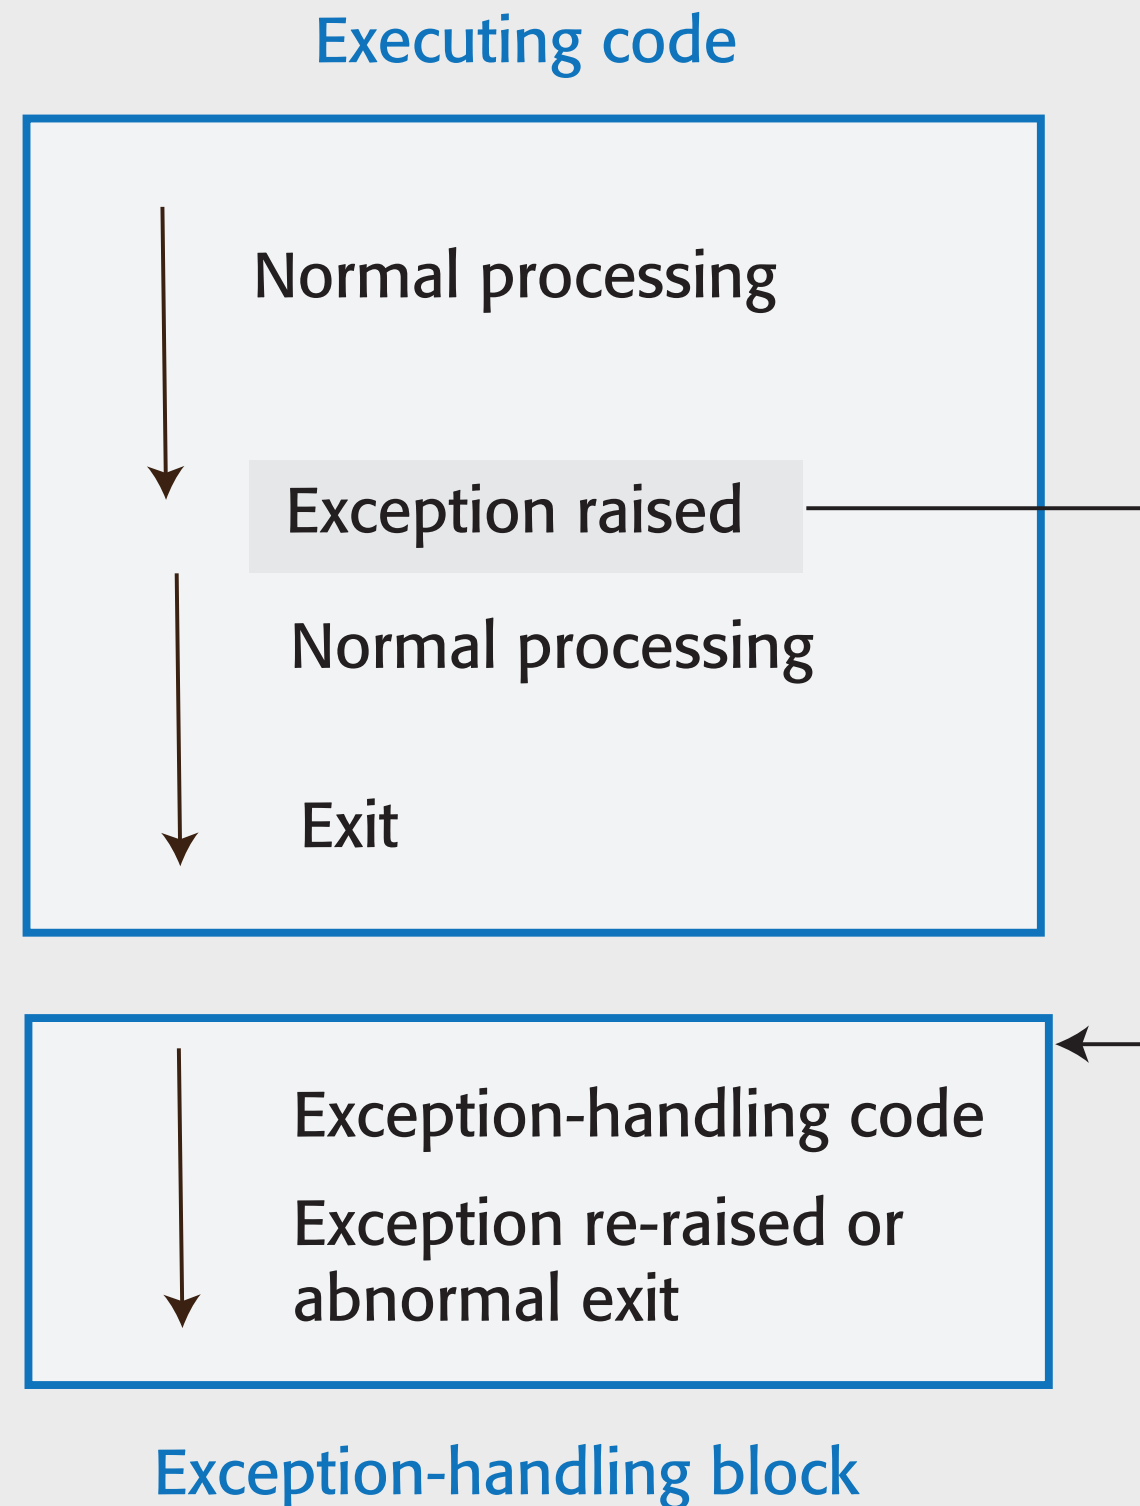 Executing code
Normal processing
Exception raised
Normal processing
Exit
Exception-handling code
Exception re-raised or
abnormal exit
Exception-handling block